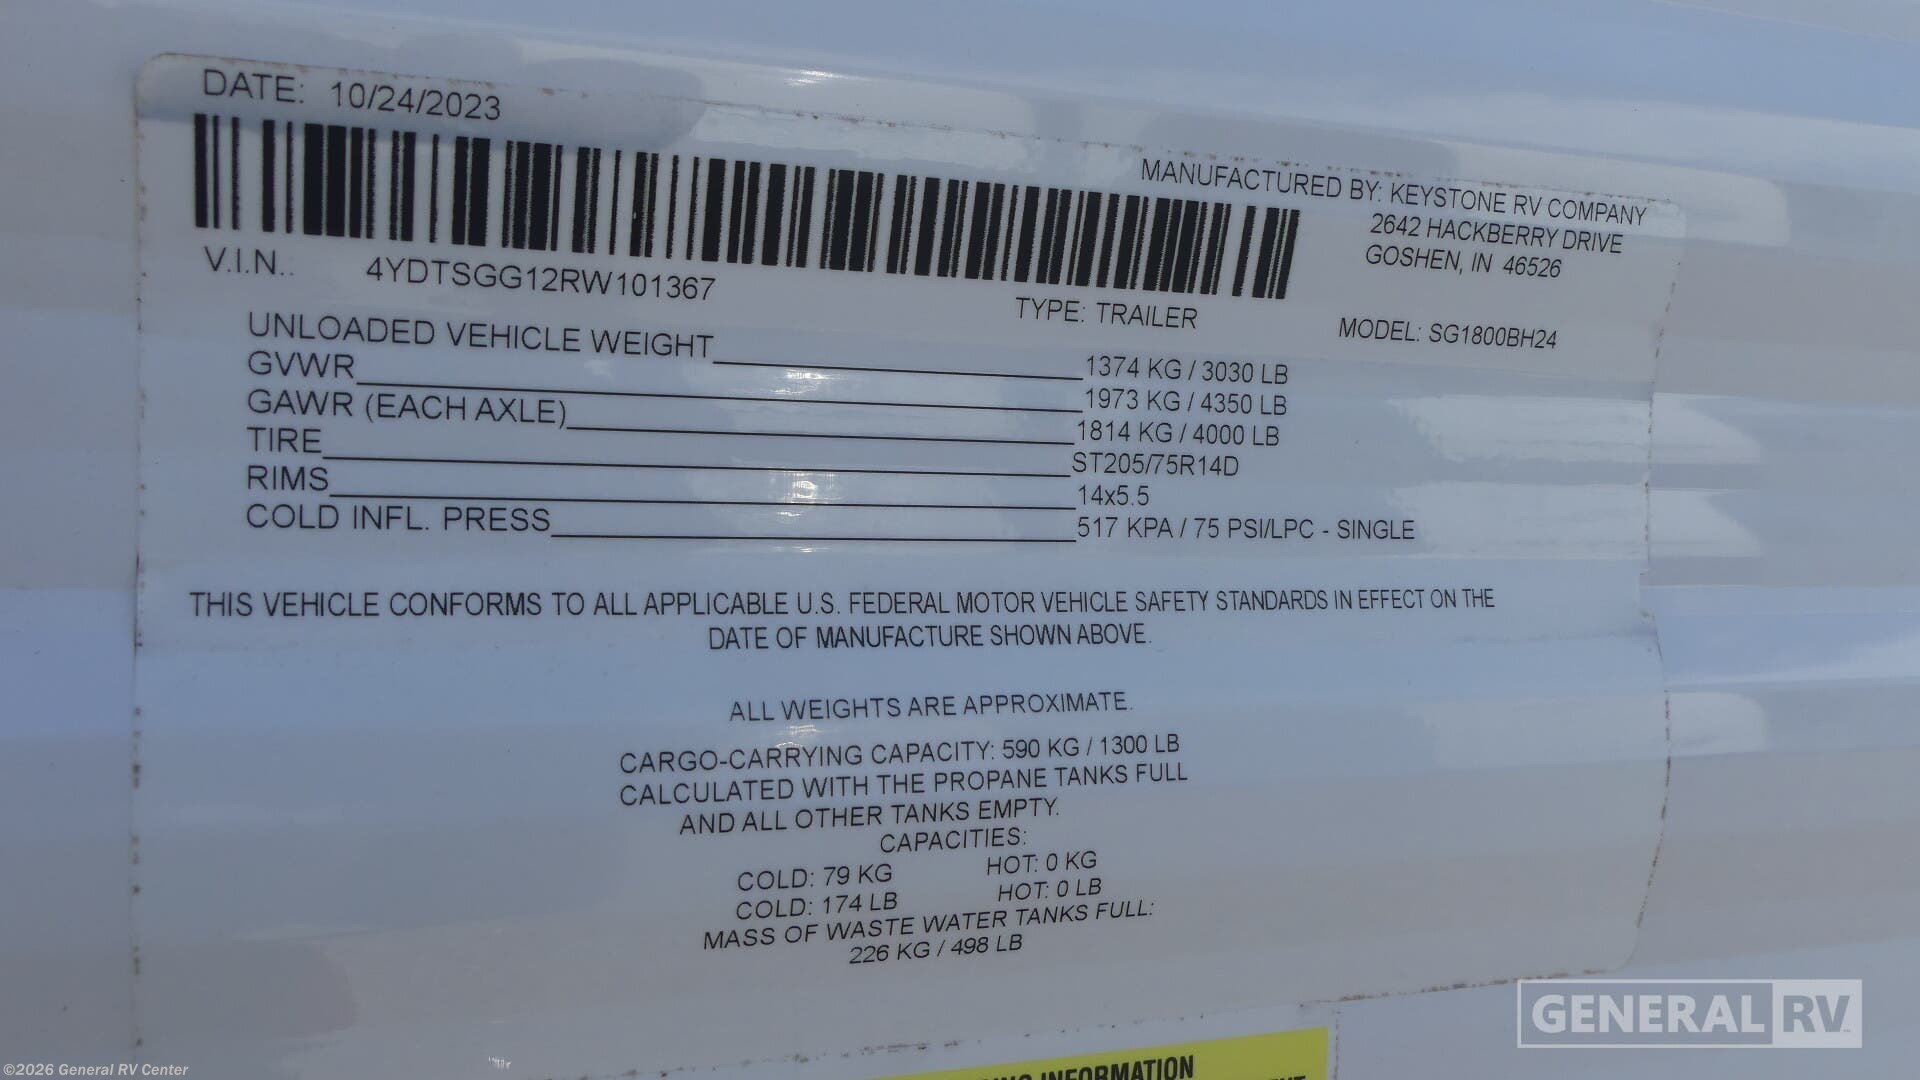 DATE: 10/24/2023
MANUFACTURED BY: KEYSTONE RV COMPANY
2642 HACKBERRY DRIVE
GOSHEN, IN 46526
V.I.N.. 4YDTSGG12RW101367
TYPE: TRAILER
MODEL: SG1800BH24
UNLOADED VEHICLE WEIGHT 1374 KG / 3030 LB
GVWR 1973 KG / 4350 LB
GAWR (EACH AXLE) 1814 KG / 4000 LB
TIRE ST205/75R14D
RIMS 14x5.5
COLD INFL. PRESS 517 KPA / 75 PSI/LPC - SINGLE
THIS VEHICLE CONFORMS TO ALL APPLICABLE U.S. FEDERAL MOTOR VEHICLE SAFETY STANDARDS IN EFFECT ON THE
DATE OF MANUFACTURE SHOWN ABOVE.
ALL WEIGHTS ARE APPROXIMATE.
CARGO-CARRYING CAPACITY: 590 KG / 1300 LB
CALCULATED WITH THE PROPANE TANKS FULL
AND ALL OTHER TANKS EMPTY.
CAPACITIES:
COLD: 79 KG HOT: 0 KG
COLD: 174 LB HOT: 0 LB
MASS OF WASTE WATER TANKS FULL:
226 KG / 498 LB
INFORMATION
GENERAL RV
©2026 General RV Center